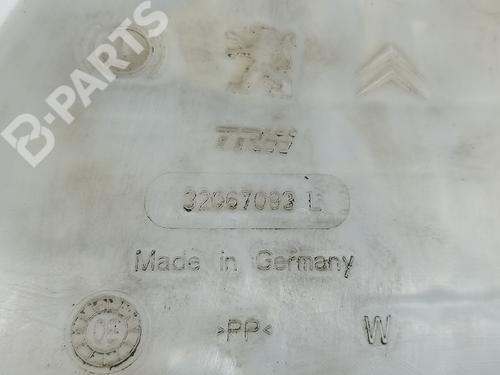 B-PARTS
TRW
32067093 L
Made in Germany
>PP<
W